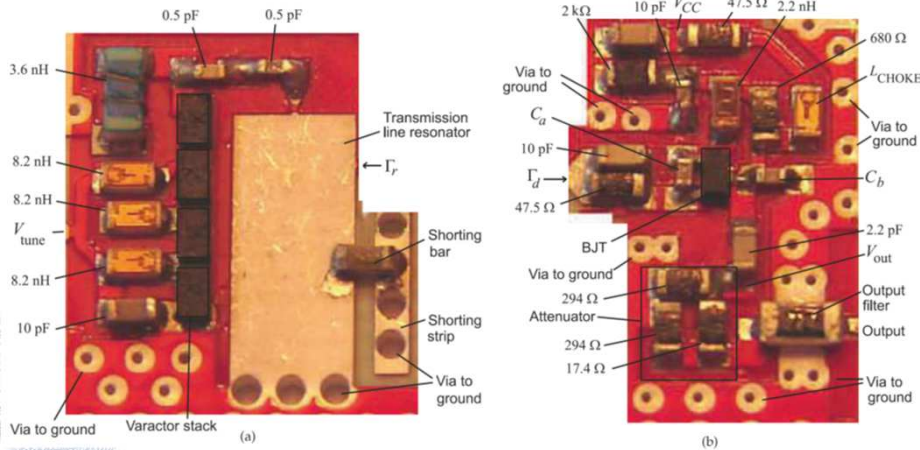 0.5 pF
0.5 pF
3.6 nH
Transmission
line resonator
Γr
8.2 nH
8.2 nH
Vtune
8.2 nH
10 pF
Shorting
bar
Shorting
strip
Via to
ground
Via to ground
Varactor stack
(a)
2 kΩ
10 pF
VCC
47.5 Ω
2.2 nH
680 Ω
LCHOKE
Via to
ground
Via to
ground
Ca
10 pF
Γd
Cb
47.5 Ω
BJT
2.2 pF
Vout
Via to ground
294 Ω
Attenuator
Output
filter
Output
294 Ω
17.4 Ω
Via to
ground
(b)